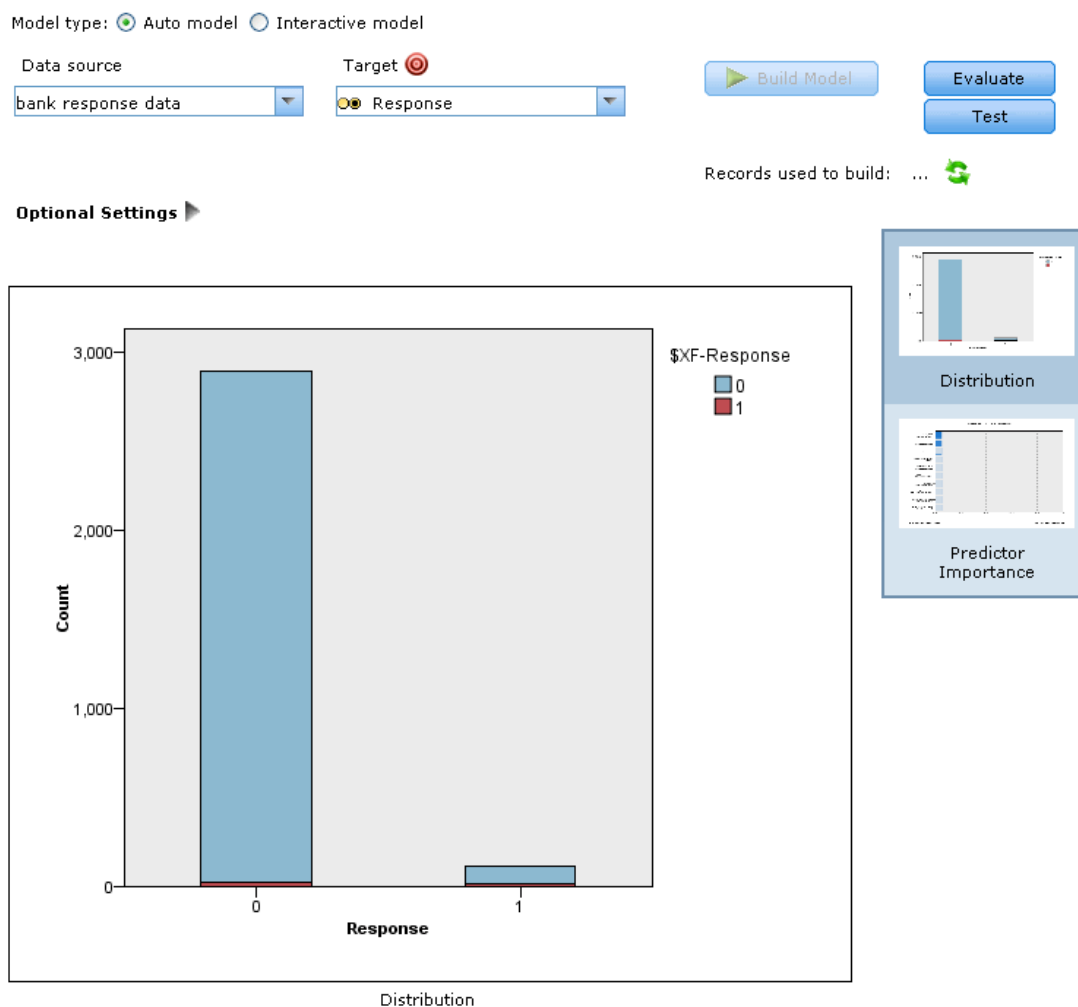 Model type: Auto model Interactive model
Data source Target
bank response data Response
Build Model Evaluate
Test
Records used to build: ...
Optional Settings
$XF-Response
0
1
3,000
2,000
1,000
0
Count
0 1
Response
Distribution
Distribution
Predictor
Importance